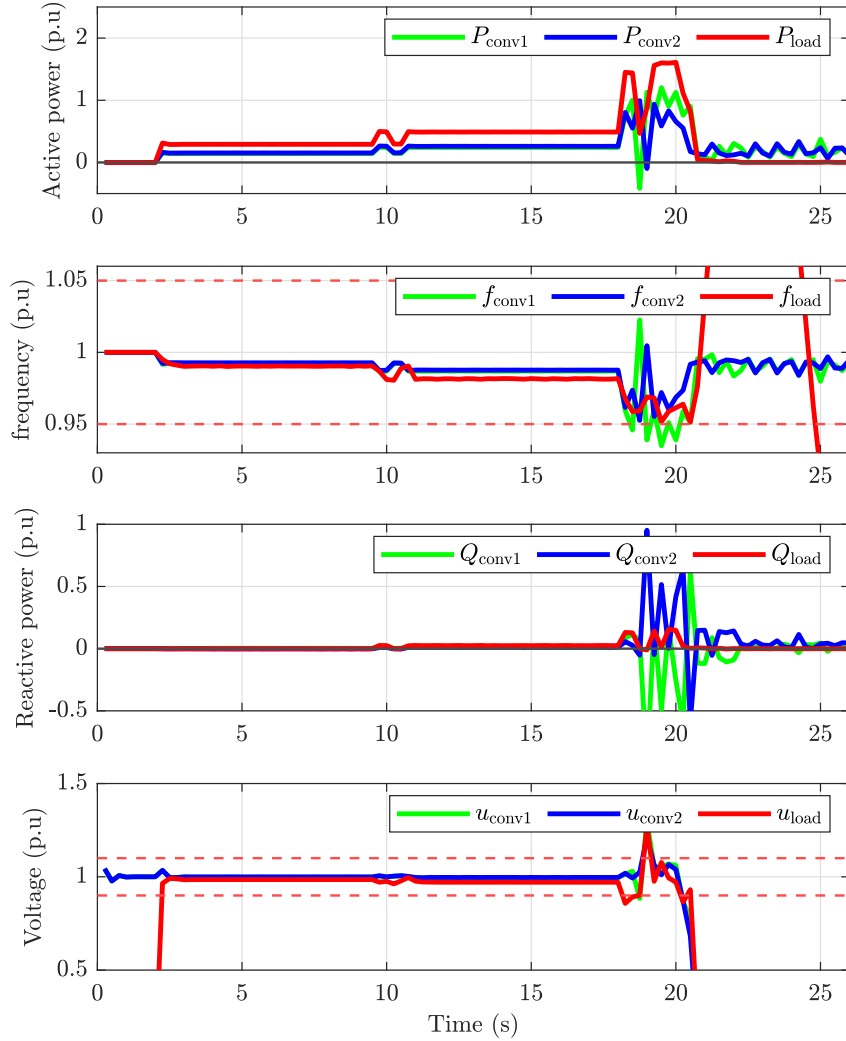 Active power (p.u)
2
1
0
P_conv1 P_conv2 P_load
0 5 10 15 20 25
frequency (p.u)
1.05
1
0.95
f_conv1 f_conv2 f_load
0 5 10 15 20 25
Reactive power (p.u)
1
0.5
0
-0.5
Q_conv1 Q_conv2 Q_load
0 5 10 15 20 25
Voltage (p.u)
1.5
1
0.5
u_conv1 u_conv2 u_load
0 5 10 15 20 25
Time (s)